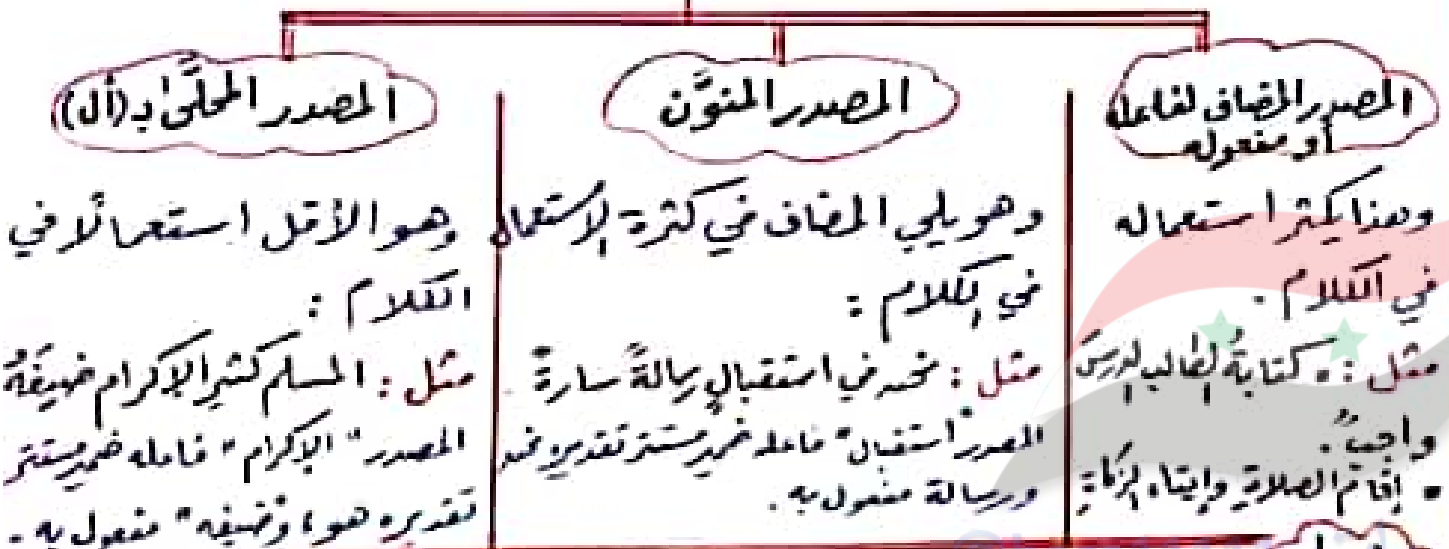 المصدر المضاف لفاعله
أو مفعوله
وهذا يكثر استعماله
في الكلام .
مثل : • كتابةُ الطالبِ الدرسَ
واجبٌ .
• إقام الصلاةِ وإيتاء الزكاةِ
المصدر المنوَّن
وهو يلي المضاف في كثرة الاستعمال
في الكلام :
مثل : نحن في استقبالٍ رسالةً سارةً
المصدر "استقبال" فاعله ضمير مستتر تقديره نحن
ورسالة مفعول به .
المصدر المحلَّى بـ (أل)
وهو الأقل استعمالًا في
الكلام :
مثل : المسلم كثير الإكرام ضيفَهُ
المصدر "الإكرام" فاعله ضمير مستتر
تقديره هو، و"ضيفه" مفعول به .